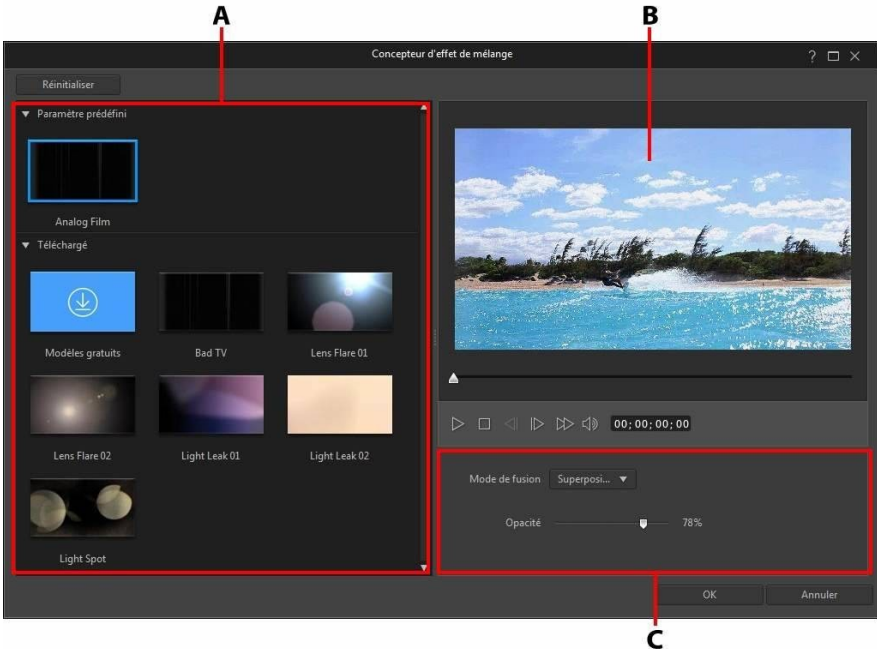 A
B
Concepteur d'effet de mélange
?
Réinitialiser
Paramètre prédéfini
Analog Film
Téléchargé
Modèles gratuits
Bad TV
Lens Flare 01
Lens Flare 02
Light Leak 01
Light Leak 02
Light Spot
00; 00; 00; 00
Mode de fusion Superposi...
Opacité 78%
OK Annuler
C